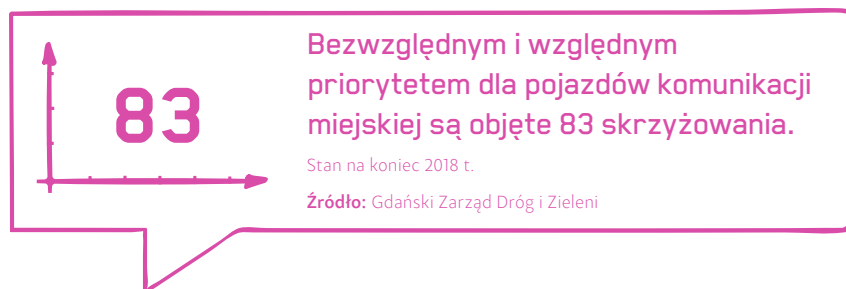 83
Bezwzględnym i względnym
priorytetem dla pojazdów komunikacji
miejskiej są objęte 83 skrzyżowania.
Stan na koniec 2018 t.
Źródło: Gdański Zarząd Dróg i Zieleni